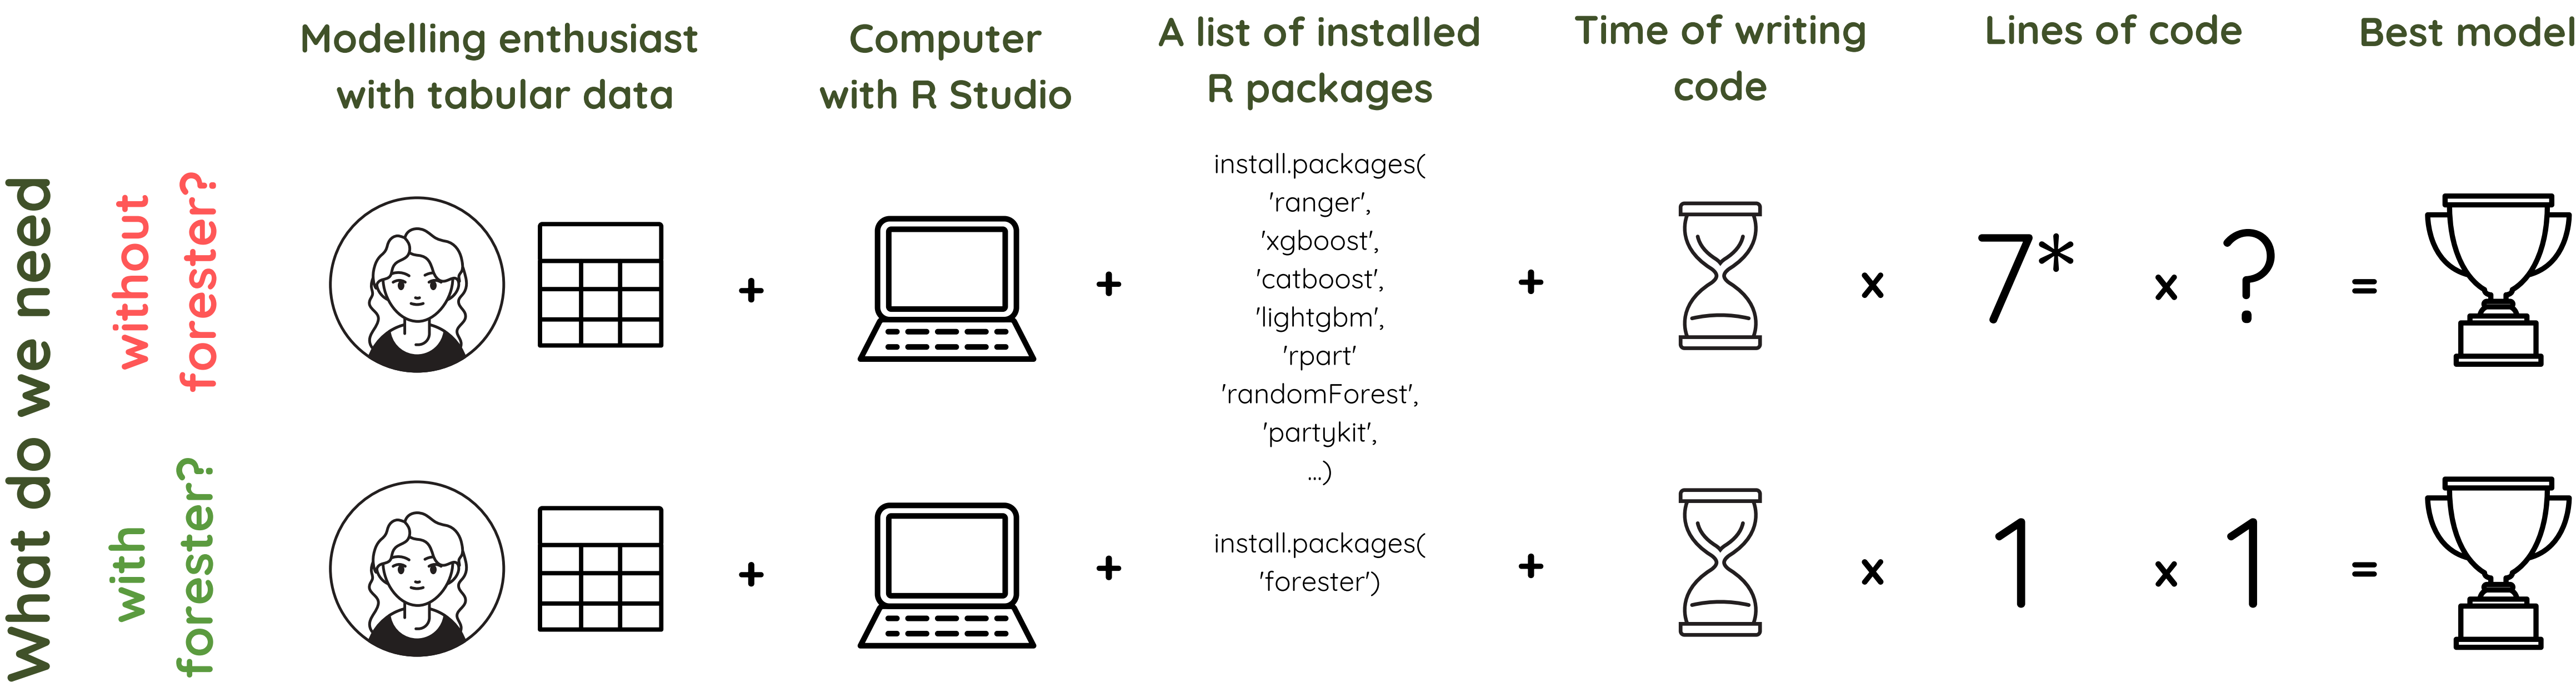 Modelling enthusiast
with tabular data
Computer
with R Studio
A list of installed
R packages
Time of writing
code
Lines of code
Best model
What do we need
without
forester?
+
+
install.packages(
'ranger',
'xgboost',
'catboost',
'lightgbm',
'rpart'
'randomForest',
'partykit',
...)
+
x
7*
x
?
=
with
forester?
+
+
install.packages(
'forester')
+
x
1
x
1
=